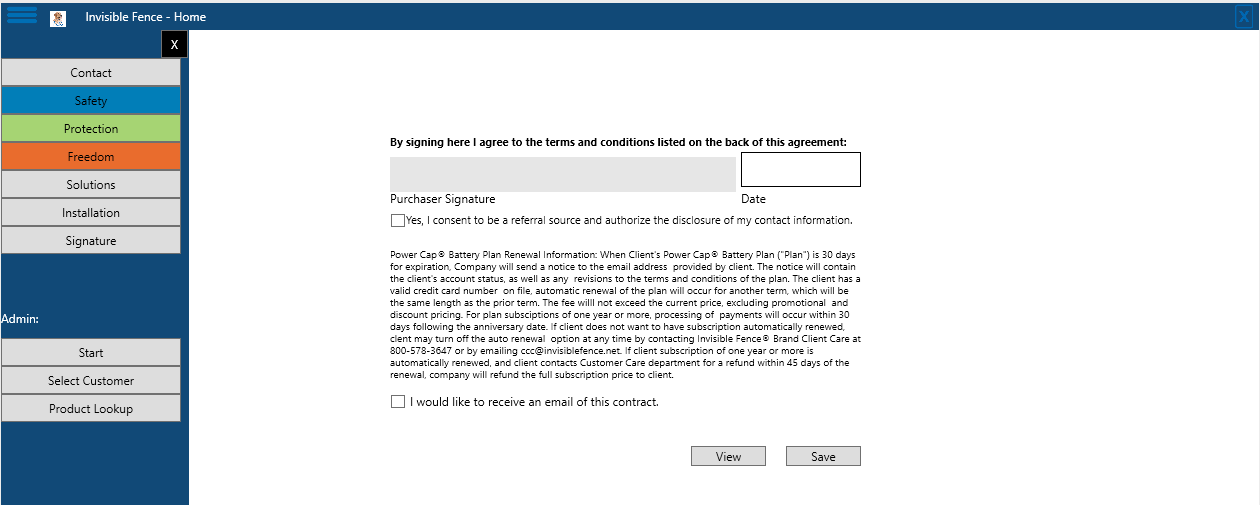 Invisible Fence - Home
X
X
Contact
Safety
Protection
Freedom
Solutions
Installation
Signature
Admin:
Start
Select Customer
Product Lookup
By signing here I agree to the terms and conditions listed on the back of this agreement:
Purchaser Signature
Date
Yes, I consent to be a referral source and authorize the disclosure of my contact information.
Power Cap® Battery Plan Renewal Information: When Client's Power Cap® Battery Plan ("Plan") is 30 days
for expiration, Company will send a notice to the email address provided by client. The notice will contain
the client's account status, as well as any revisions to the terms and conditions of the plan. The client has a
valid credit card number on file, automatic renewal of the plan will occur for another term, which will be
the same length as the prior term. The fee willl not exceed the current price, excluding promotional and
discount pricing. For plan subsciptions of one year or more, processing of payments will occur within 30
days following the anniversary date. If client does not want to have subscription automatically renewed,
clent may turn off the auto renewal option at any time by contacting Invisible Fence® Brand Client Care at
800-578-3647 or by emailing ccc@invisiblefence.net. If client subscription of one year or more is
automatically renewed, and client contacts Customer Care department for a refund within 45 days of the
renewal, company will refund the full subscription price to client.
I would like to receive an email of this contract.
View
Save